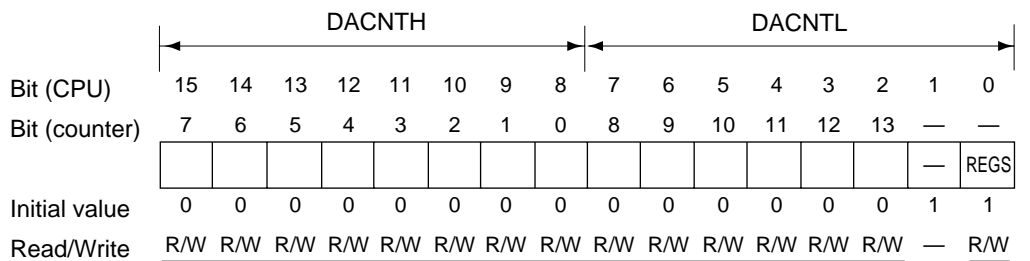 DACNTH DACNTL
Bit (CPU) 15 14 13 12 11 10 9 8 7 6 5 4 3 2 1 0
Bit (counter) 7 6 5 4 3 2 1 0 8 9 10 11 12 13 — —
— REGS
Initial value 0 0 0 0 0 0 0 0 0 0 0 0 0 0 1 1
Read/Write R/W R/W R/W R/W R/W R/W R/W R/W R/W R/W R/W R/W R/W R/W — R/W